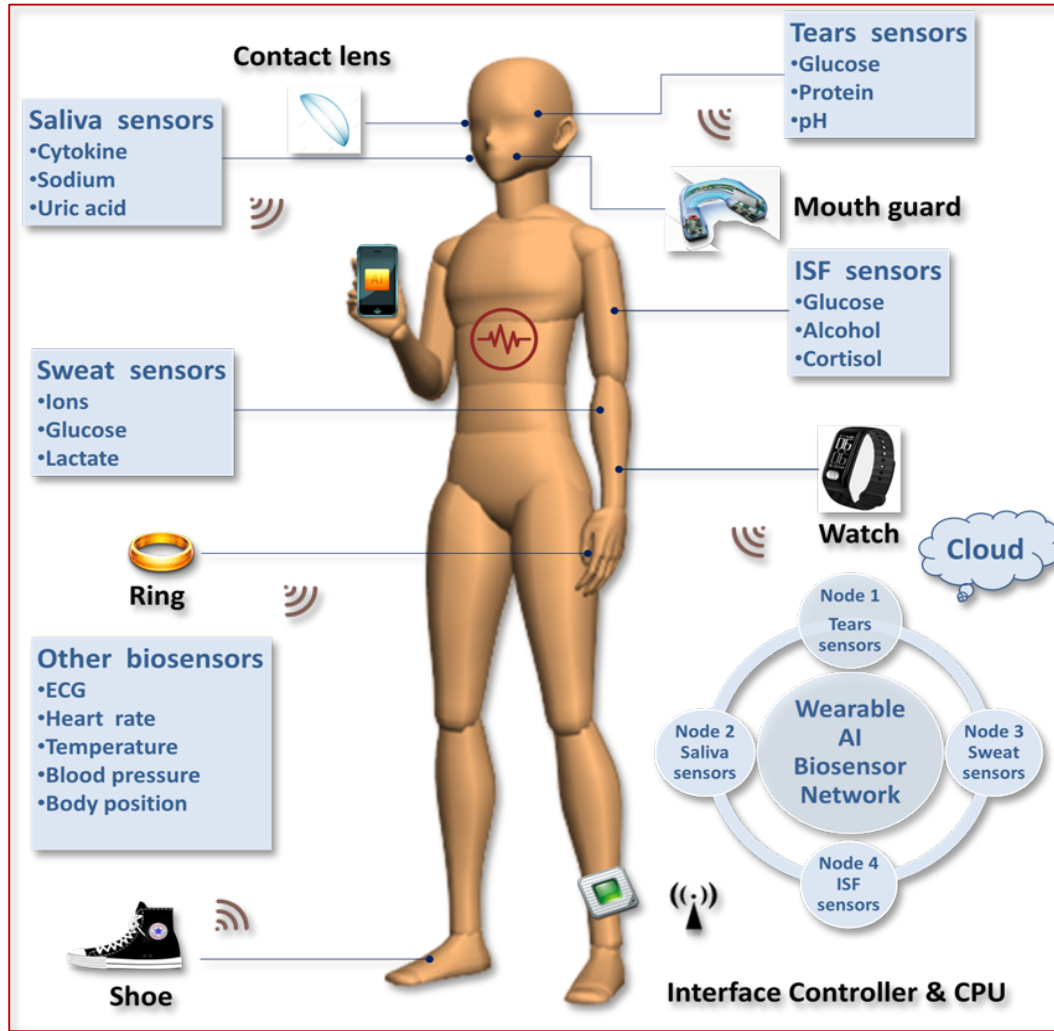 Contact lens
Tears sensors
•Glucose
•Protein
•pH
Saliva sensors
•Cytokine
•Sodium
•Uric acid
Mouth guard
AI
ISF sensors
•Glucose
•Alcohol
•Cortisol
Sweat sensors
•Ions
•Glucose
•Lactate
Watch
Cloud
Ring
Node 1
Tears
sensors
Other biosensors
•ECG
•Heart rate
•Temperature
•Blood pressure
•Body position
Wearable
AI
Biosensor
Network
Node 2
Saliva
sensors
Node 3
Sweat
sensors
Node 4
ISF
sensors
Shoe
Interface Controller & CPU